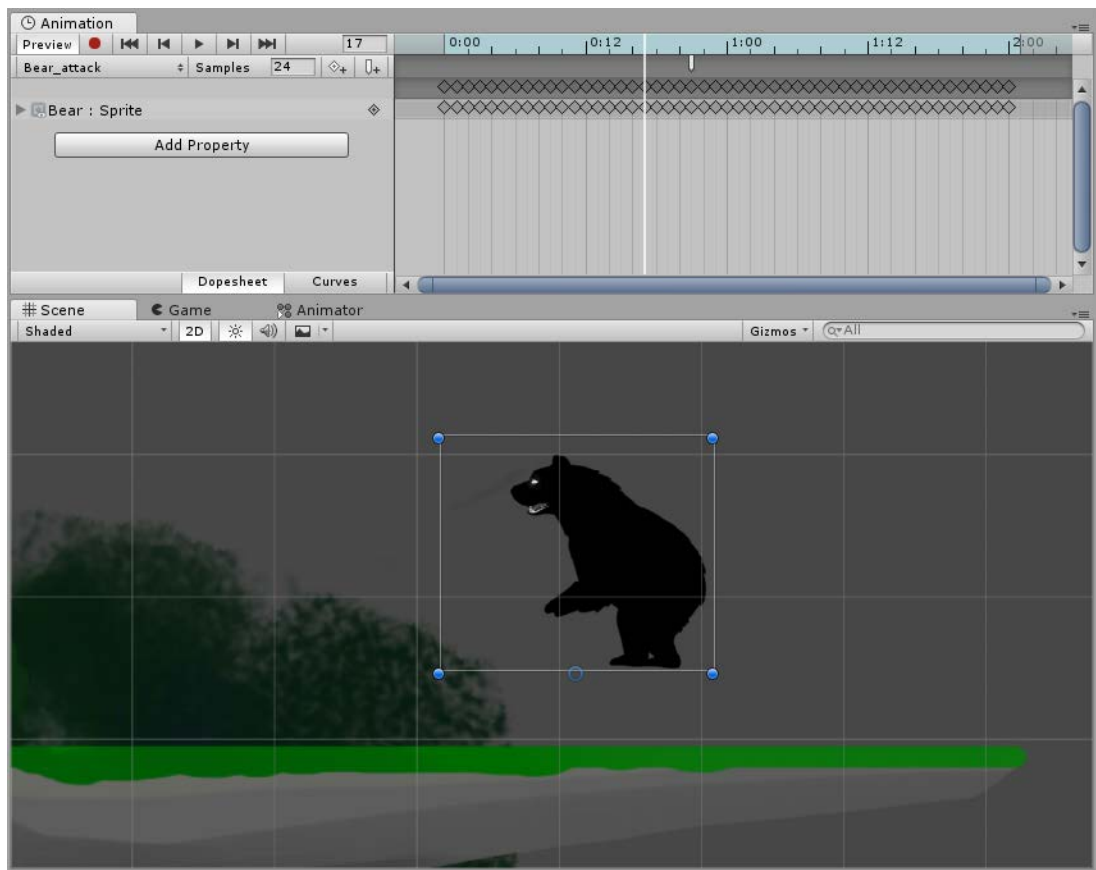 Animation
Preview 17 0:00 0:12 1:00 1:12 2:00
Bear_attack Samples 24
Bear : Sprite
Add Property
Dopesheet Curves
Scene Game Animator
Shaded 2D Gizmos All